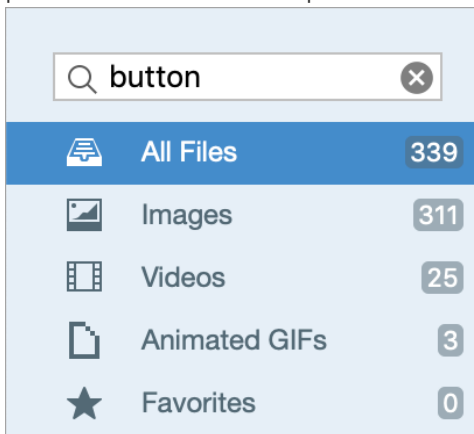 button
All Files 339
Images 311
Videos 25
Animated GIFs 3
Favorites 0